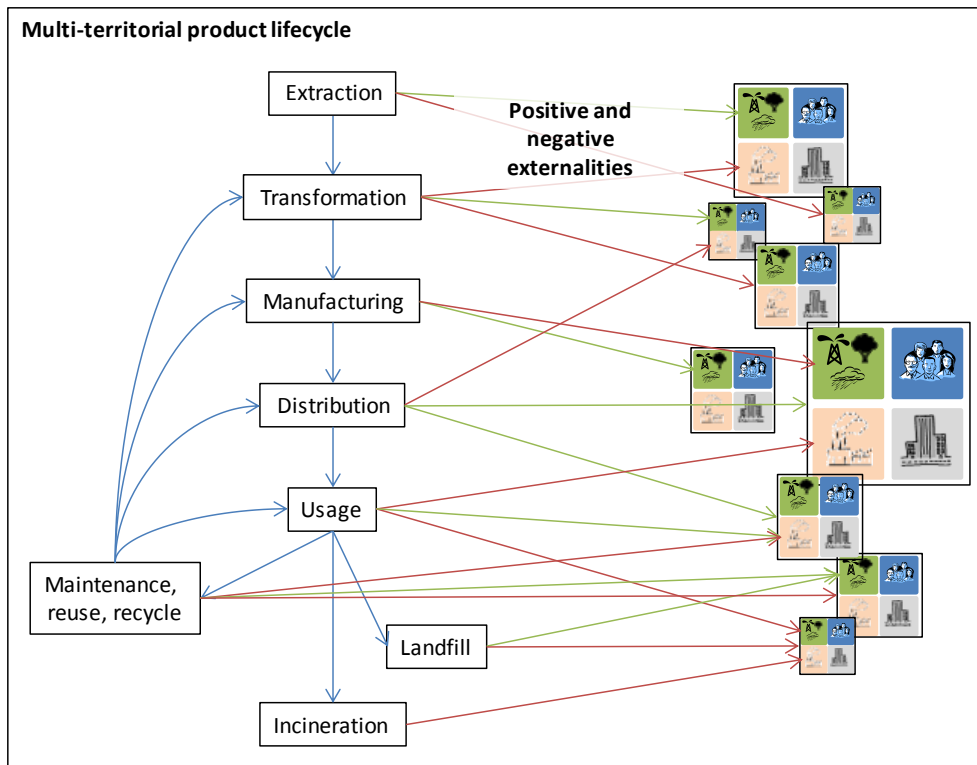 Multi-territorial product lifecycle
Extraction
Positive and
negative
externalities
Transformation
Manufacturing
Distribution
Usage
Maintenance,
reuse, recycle
Landfill
Incineration